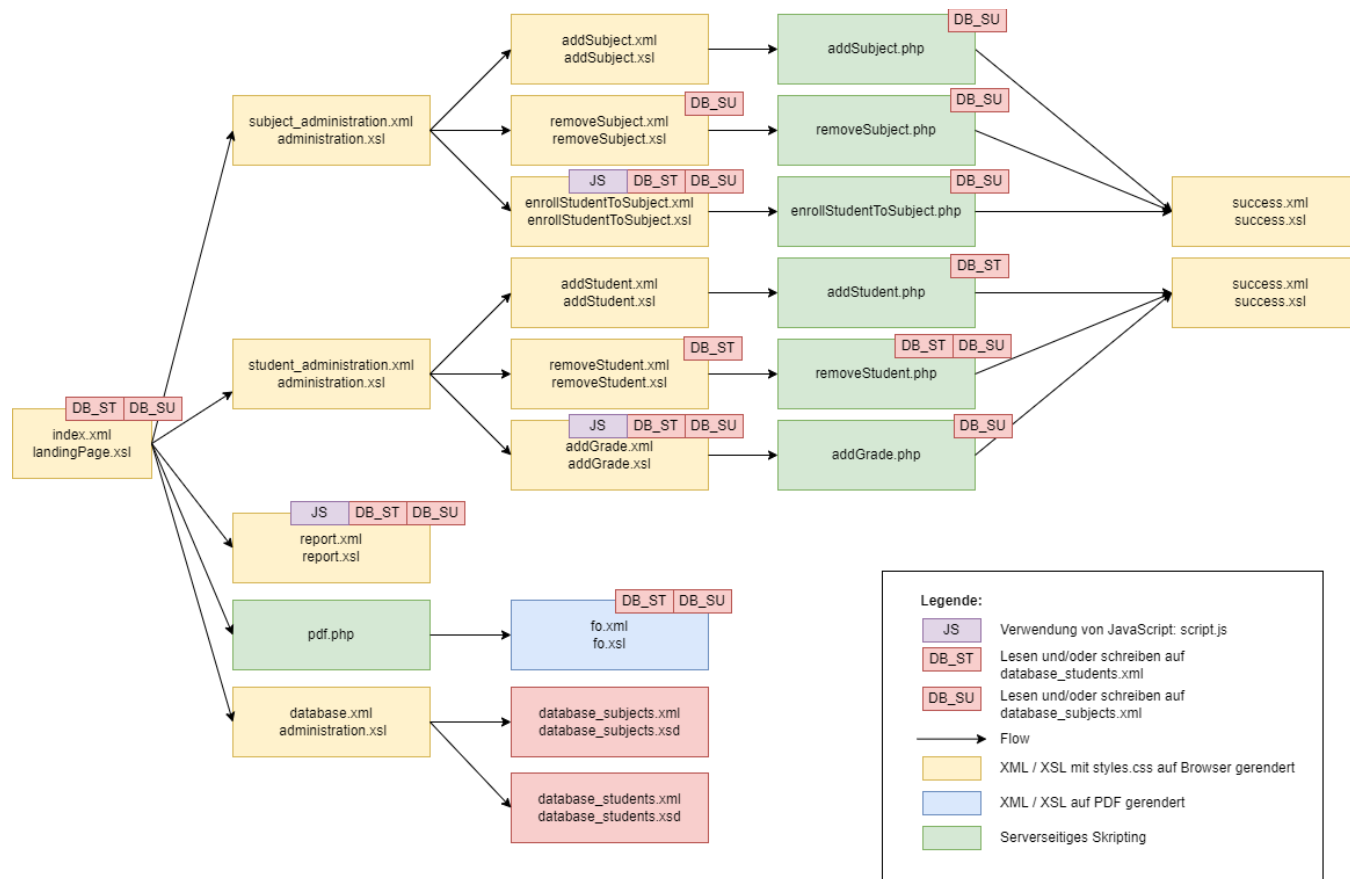 DB_SU
addSubject.xml
addSubject.xsl
addSubject.php
DB_SU
DB_SU
subject_administration.xml
administration.xsl
removeSubject.xml
removeSubject.xsl
removeSubject.php
JS
DB_ST
DB_SU
DB_SU
enrollStudentToSubject.xml
enrollStudentToSubject.xsl
enrollStudentToSubject.php
success.xml
success.xsl
DB_ST
addStudent.xml
addStudent.xsl
addStudent.php
success.xml
success.xsl
DB_ST
DB_ST
DB_SU
student_administration.xml
administration.xsl
removeStudent.xml
removeStudent.xsl
removeStudent.php
DB_ST
DB_SU
index.xml
landingPage.xsl
JS
DB_ST
DB_SU
DB_SU
addGrade.xml
addGrade.xsl
addGrade.php
JS
DB_ST
DB_SU
report.xml
report.xsl
DB_ST
DB_SU
pdf.php
fo.xml
fo.xsl
database.xml
administration.xsl
database_subjects.xml
database_subjects.xsd
database_students.xml
database_students.xsd
Legende:
JS
Verwendung von JavaScript: script.js
DB_ST
Lesen und/oder schreiben auf
database_students.xml
DB_SU
Lesen und/oder schreiben auf
database_subjects.xml
Flow
XML / XSL mit styles.css auf Browser gerendert
XML / XSL auf PDF gerendert
Serverseitiges Skripting